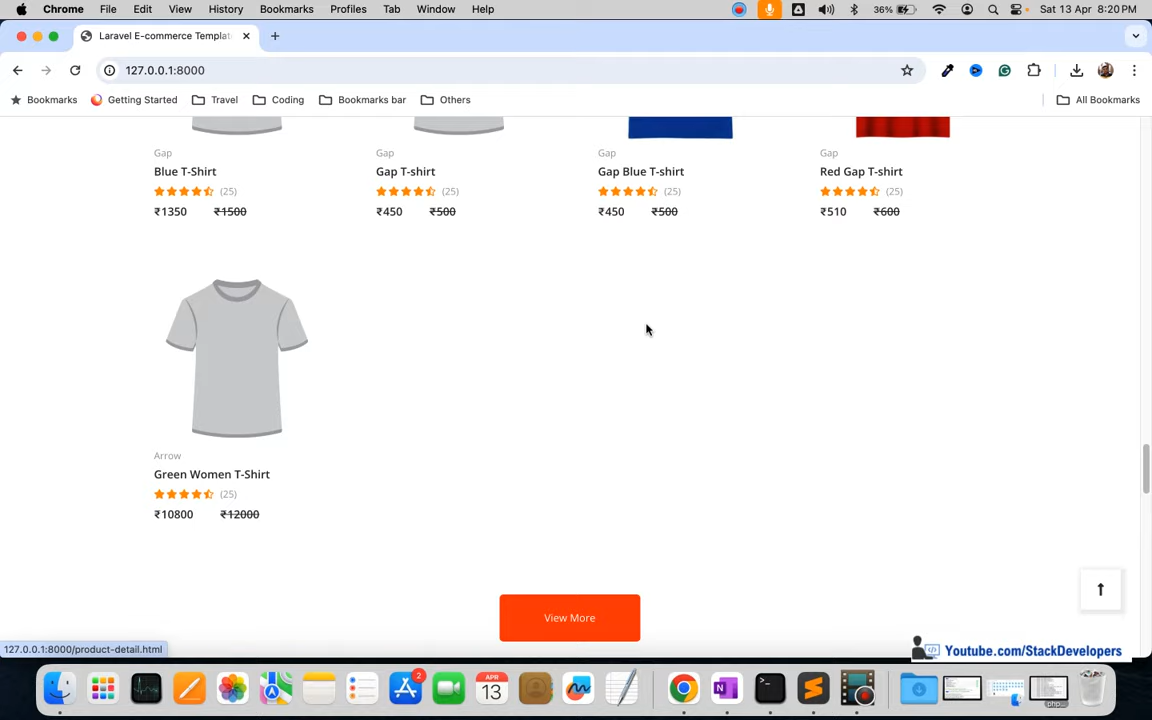 Chrome File Edit View History Bookmarks Profiles Tab Window Help 36% Sat 13 Apr 8:20 PM
Laravel E-commerce Templat
127.0.0.1:8000
Bookmarks Getting Started Travel Coding Bookmarks bar Others All Bookmarks
Gap Gap Gap Gap
Blue T-Shirt Gap T-shirt Gap Blue T-shirt Red Gap T-shirt
(25) (25) (25) (25)
₹1350 ₹1500 ₹450 ₹500 ₹450 ₹500 ₹510 ₹600
Arrow
Green Women T-Shirt
(25)
₹10800 ₹12000
View More
127.0.0.1:8000/product-detail.html
Youtube.com/StackDevelopers
2
APR
13
php